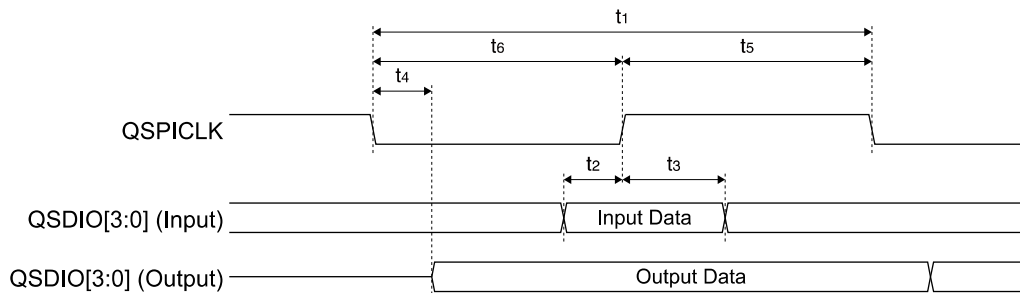 t1
t6 t5
t4
QSPICLK
t2 t3
QSDIO[3:0] (Input) Input Data
QSDIO[3:0] (Output) Output Data